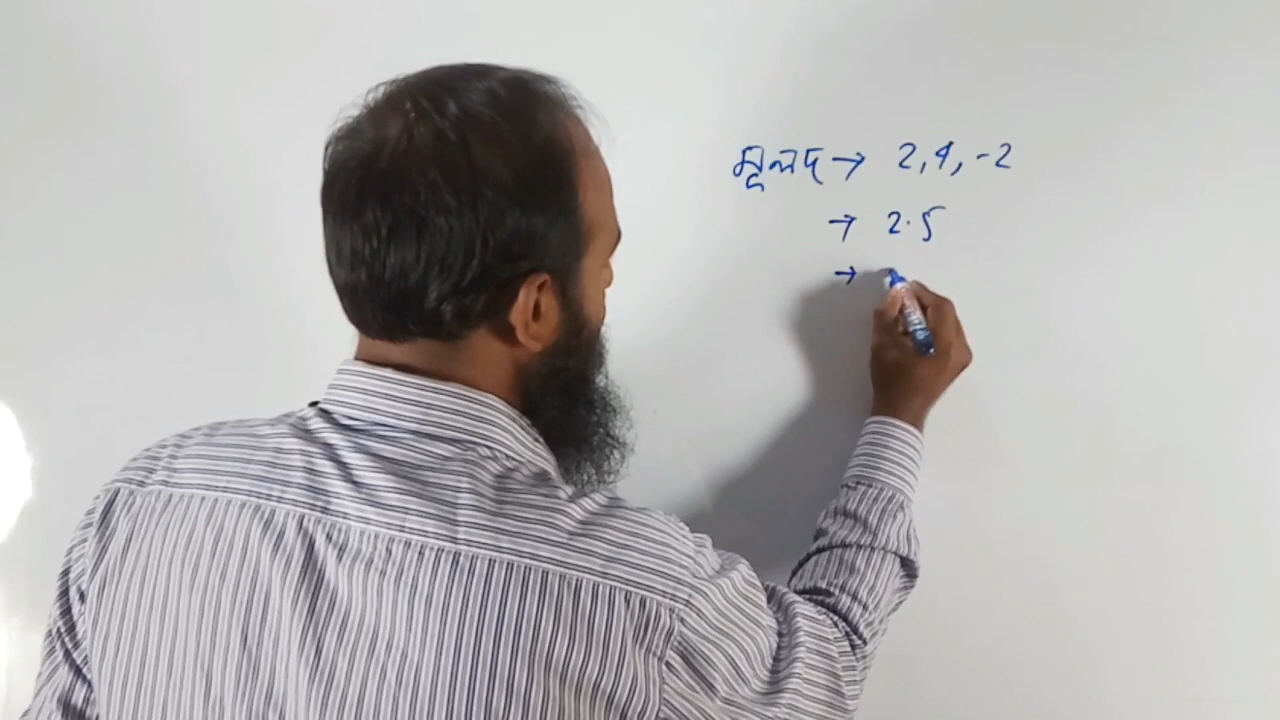 মূলদ → 2, 4, -2
→ 2.5
→